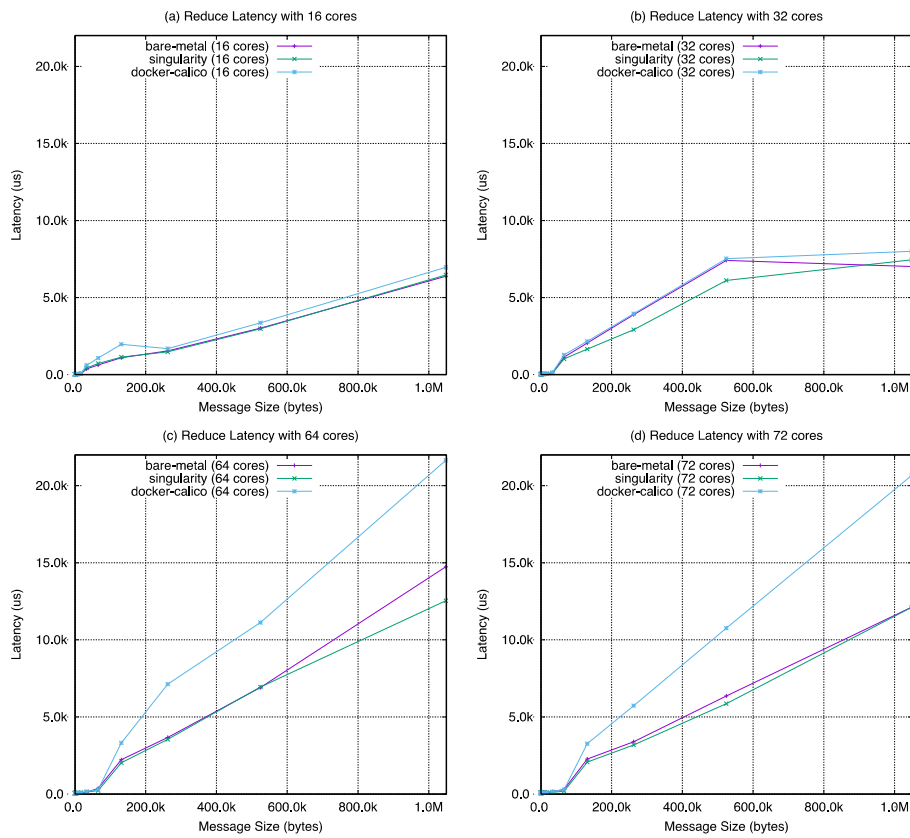 (a) Reduce Latency with 16 cores
bare-metal (16 cores)
singularity (16 cores)
docker-calico (16 cores)
20.0k
15.0k
10.0k
5.0k
0.0
Latency (us)
0.0 200.0k 400.0k 600.0k 800.0k 1.0M
Message Size (bytes)
(b) Reduce Latency with 32 cores
bare-metal (32 cores)
singularity (32 cores)
docker-calico (32 cores)
20.0k
15.0k
10.0k
5.0k
0.0
Latency (us)
0.0 200.0k 400.0k 600.0k 800.0k 1.0M
Message Size (bytes)
(c) Reduce Latency with 64 cores)
bare-metal (64 cores)
singularity (64 cores)
docker-calico (64 cores)
20.0k
15.0k
10.0k
5.0k
0.0
Latency (us)
0.0 200.0k 400.0k 600.0k 800.0k 1.0M
Message Size (bytes)
(d) Reduce Latency with 72 cores
bare-metal (72 cores)
singularity (72 cores)
docker-calico (72 cores)
20.0k
15.0k
10.0k
5.0k
0.0
Latency (us)
0.0 200.0k 400.0k 600.0k 800.0k 1.0M
Message Size (bytes)